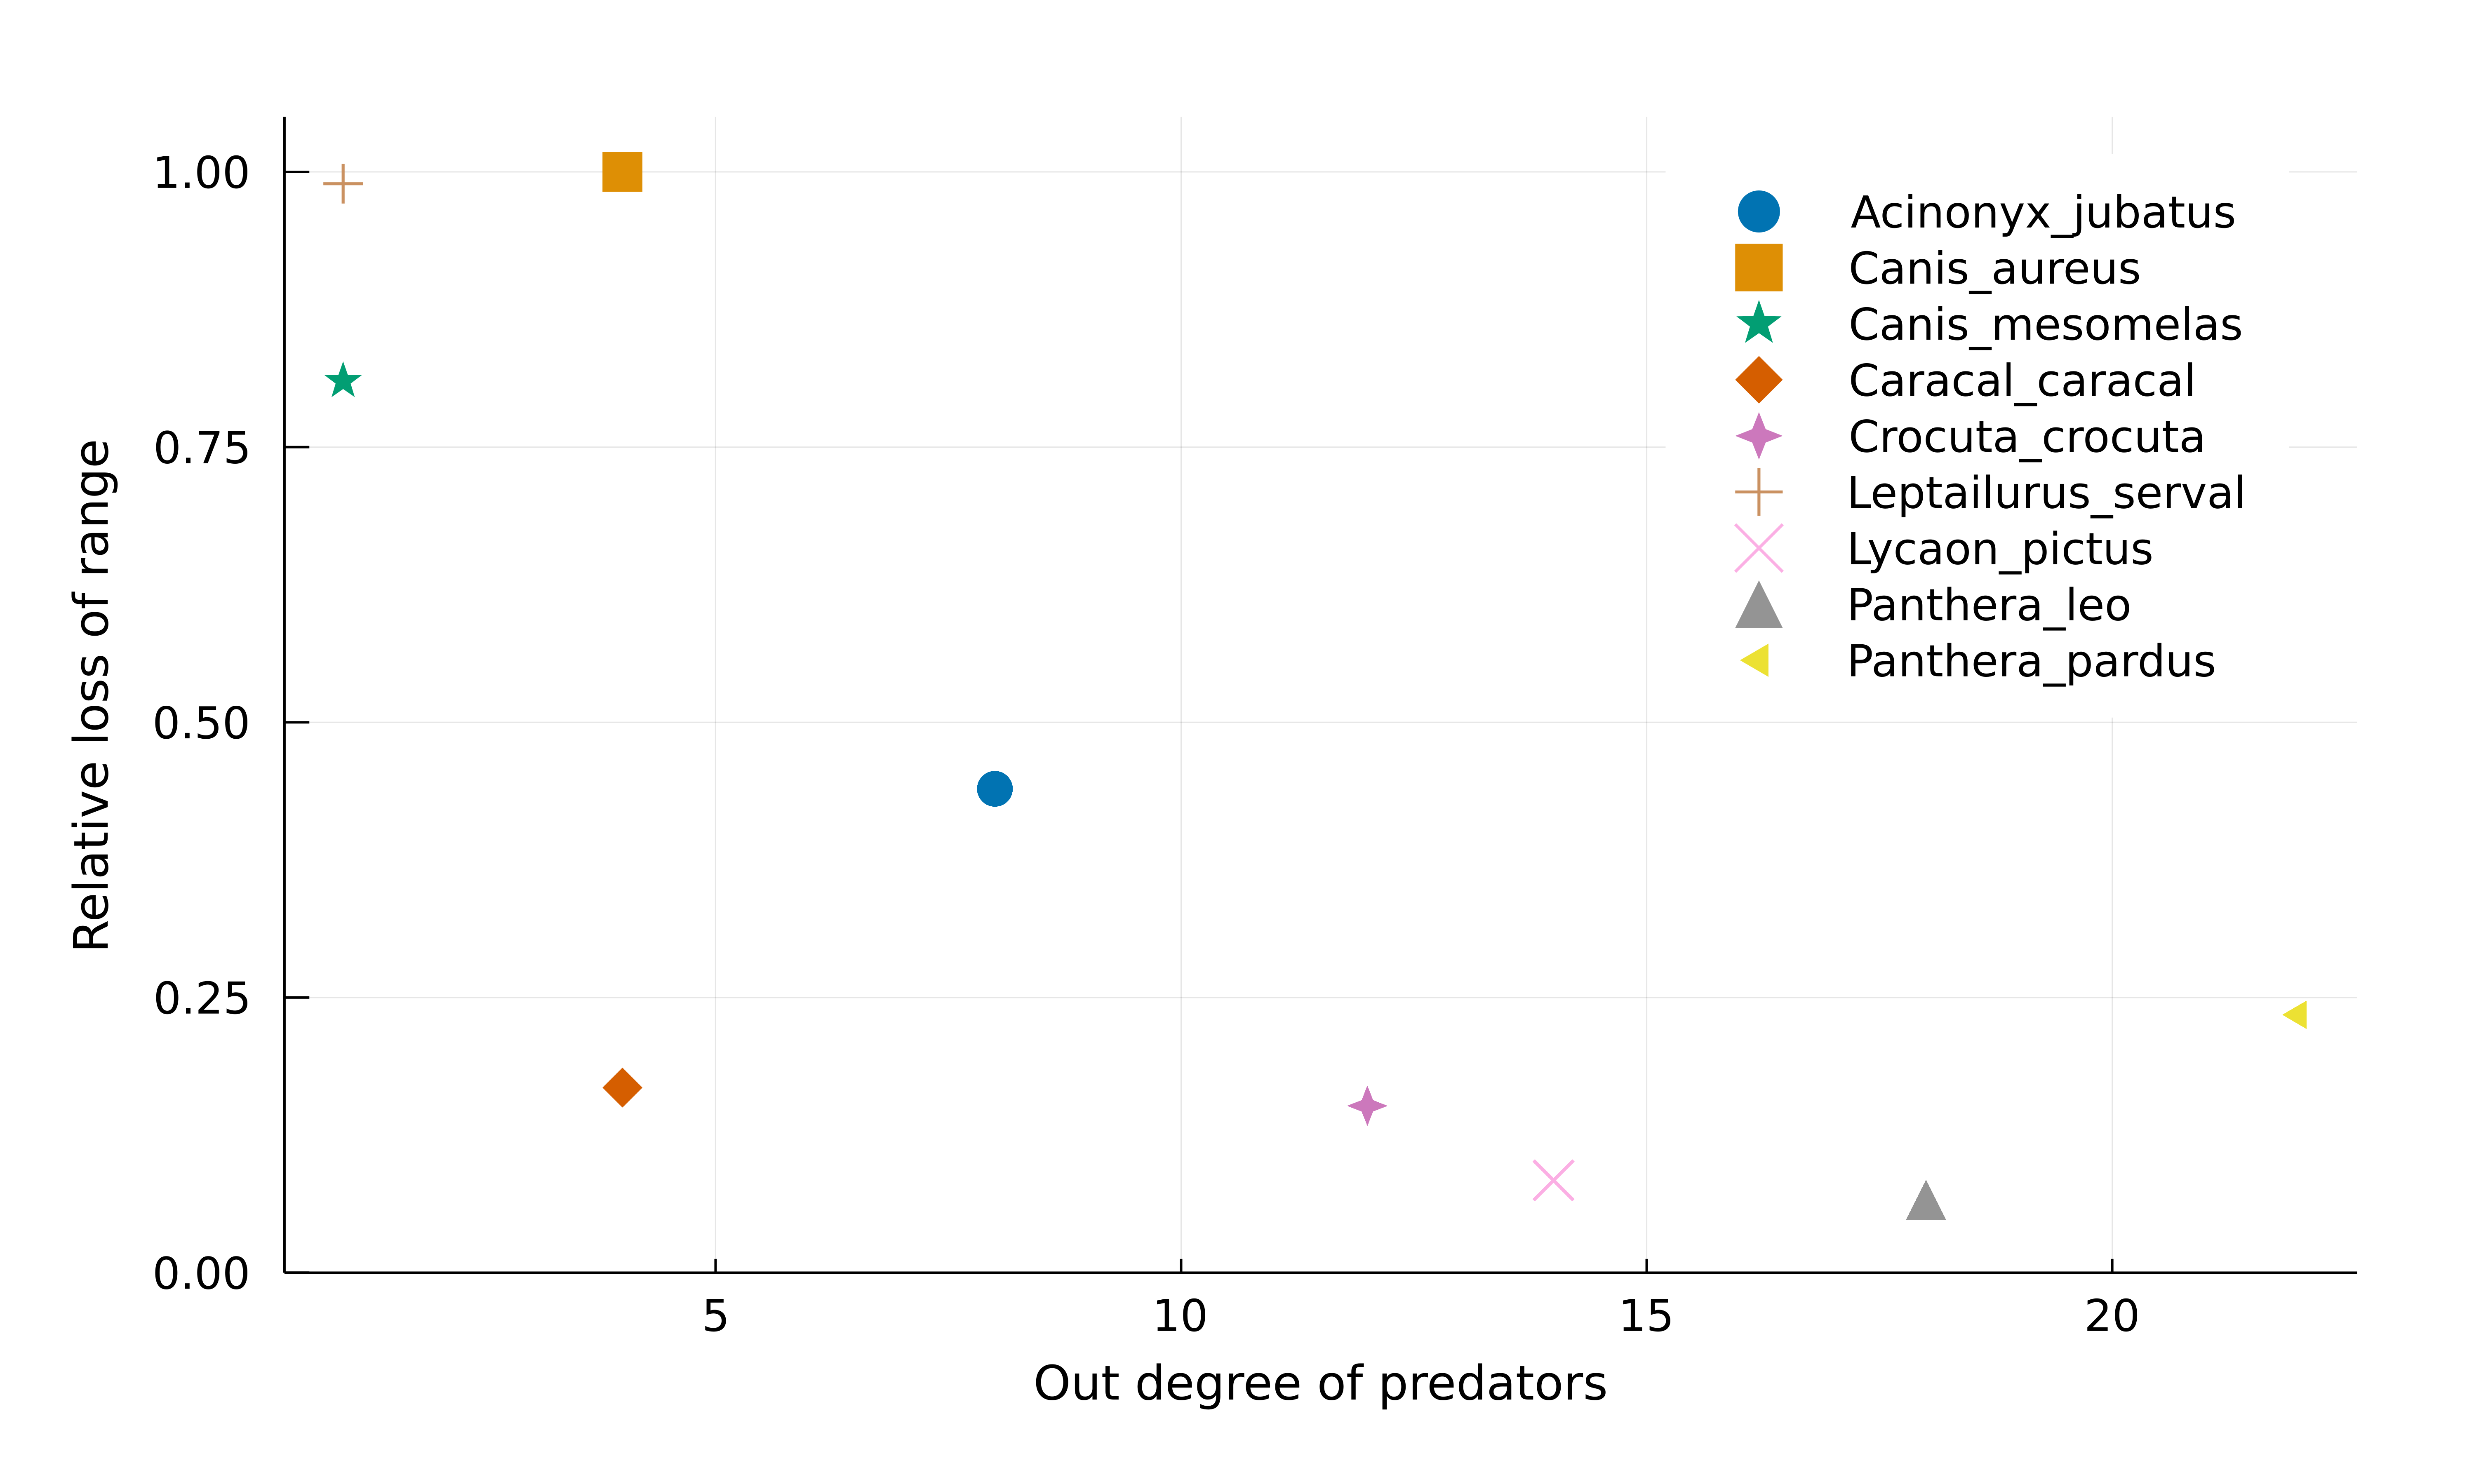 Relative loss of range
1.00
0.75
0.50
0.25
0.00
Acinonyx_jubatus
Canis_aureus
Canis_mesomelas
Caracal_caracal
Crocuta_crocuta
Leptailurus_serval
Lycaon_pictus
Panthera_leo
Panthera_pardus
5 10 15 20
Out degree of predators